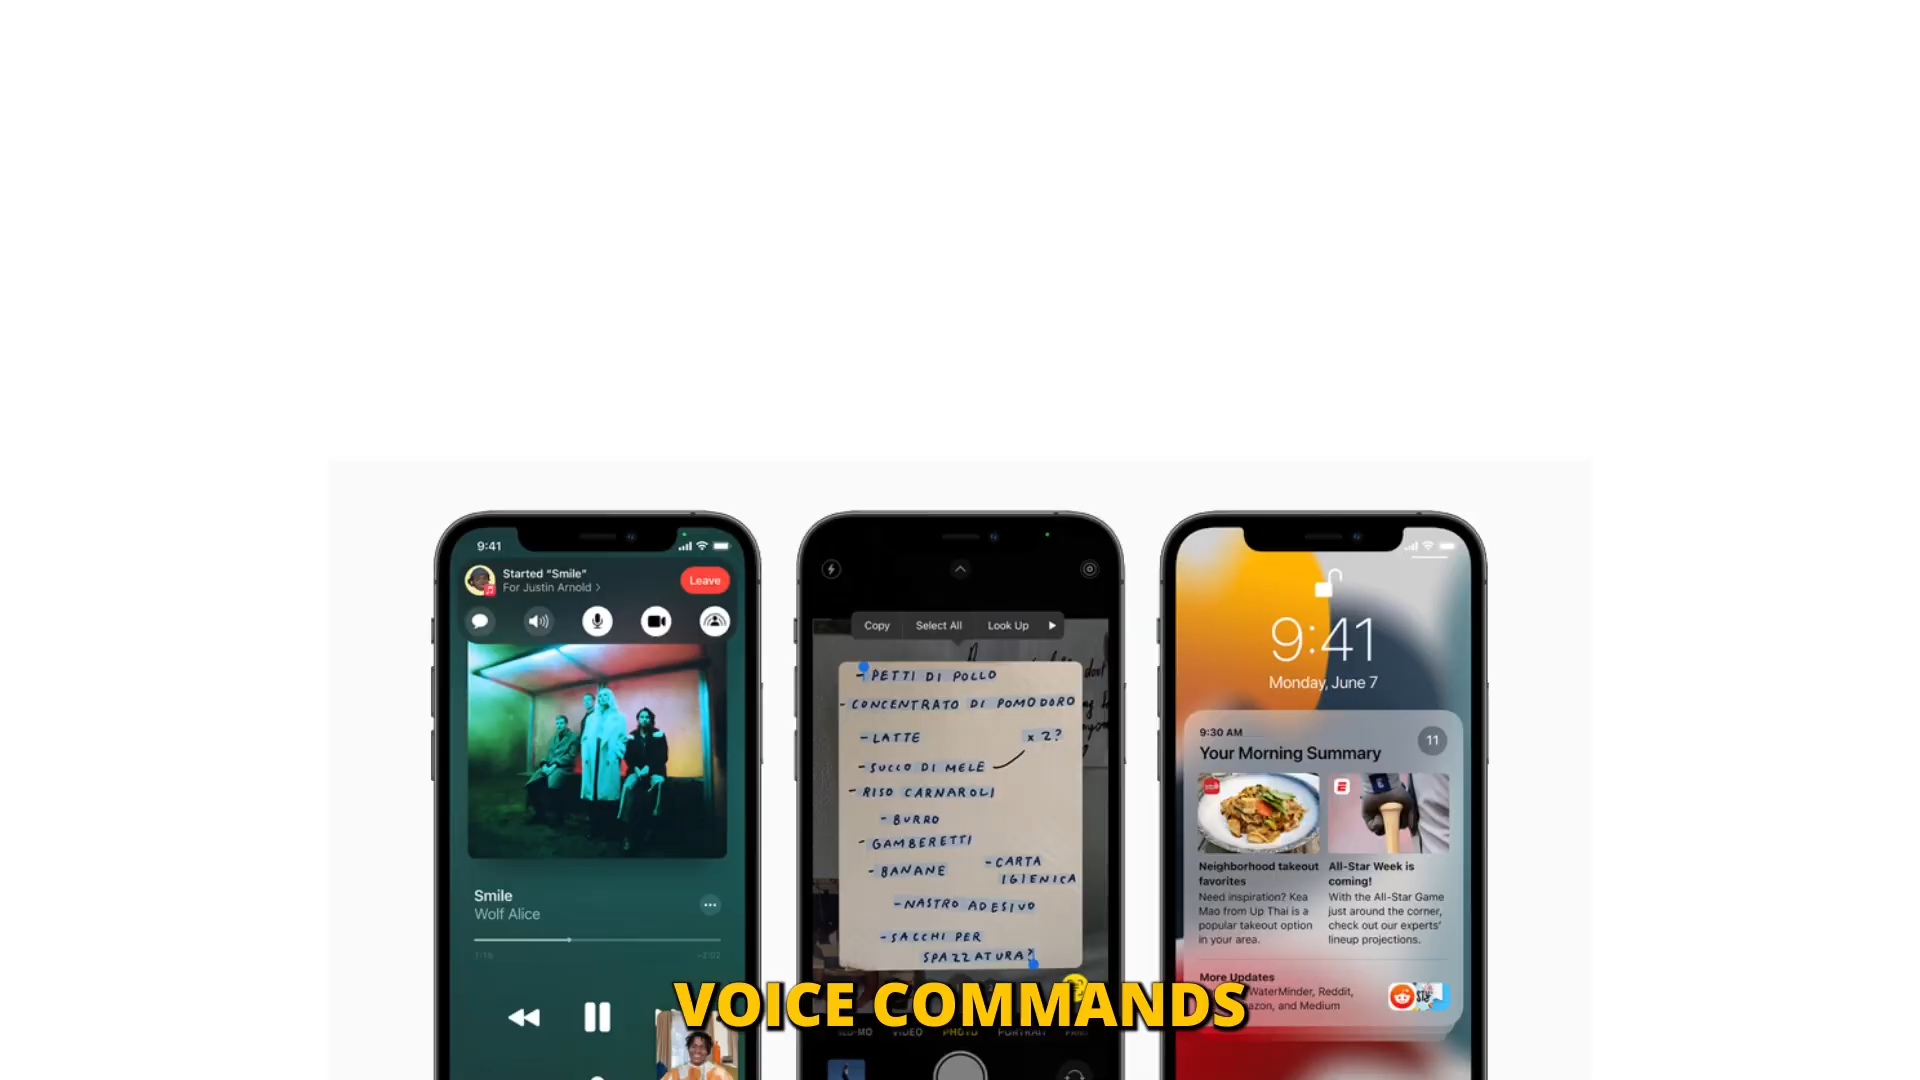 9:41
Started “Smile”
For Justin Arnold >
Leave
Smile
Wolf Alice
1:16
-2:02
Copy
Select All
Look Up
- PETTI DI POLLO
- CONCENTRATO DI POMODORO
- LATTE
x 2?
- SUCCO DI MELE
- RISO CARNAROLI
- BURRO
- GAMBERETTI
- BANANE
- CARTA
IGIENICA
- NASTRO ADESIVO
- SACCHI PER
SPAZZATURA?
VIDEO
PHOTO
PORTRAIT
9:41
Monday, June 7
9:30 AM
Your Morning Summary
11
Neighborhood takeout
favorites
Need inspiration? Kea
Mao from Up Thai is a
popular takeout option
in your area.
All-Star Week is
coming!
With the All-Star Game
just around the corner,
check out our experts’
lineup projections.
More Updates
WaterMinder, Reddit,
and Medium
VOICE COMMANDS